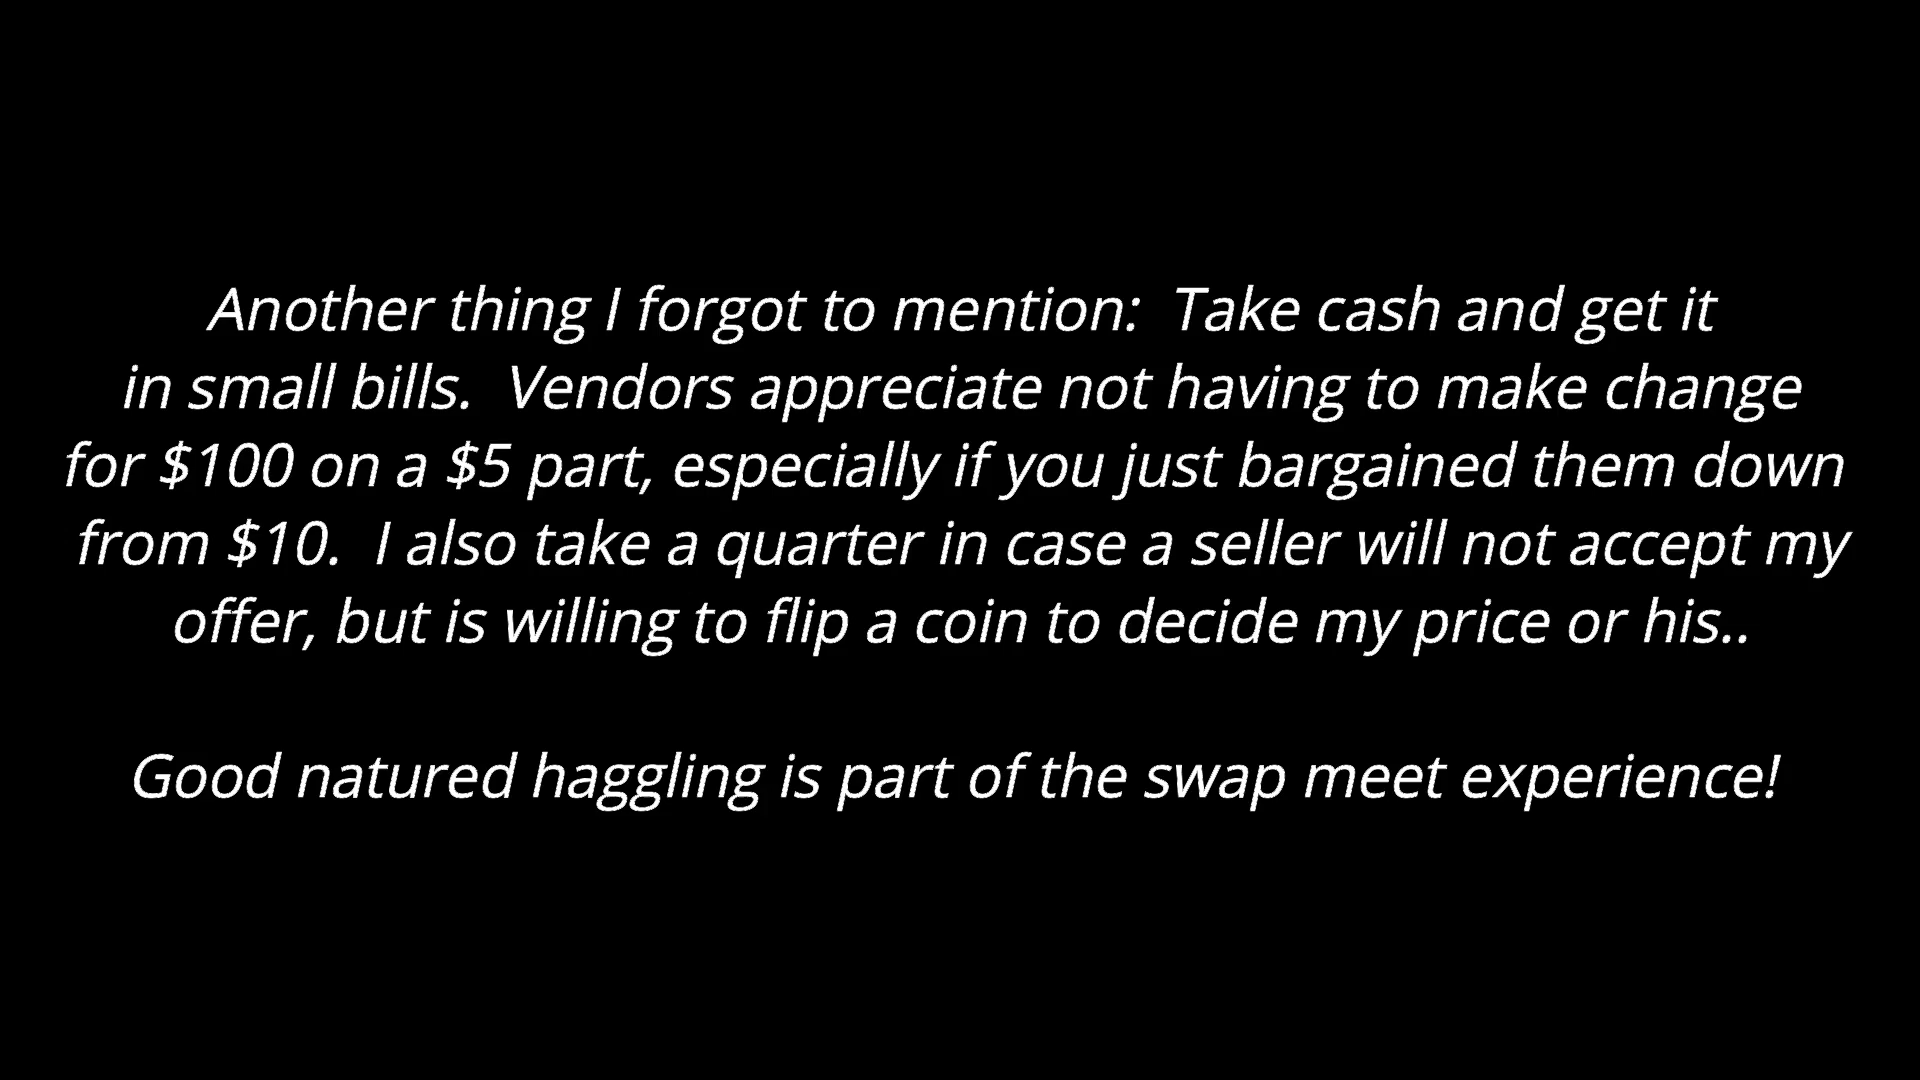 Another thing I forgot to mention:  Take cash and get it
in small bills.  Vendors appreciate not having to make change
for $100 on a $5 part, especially if you just bargained them down
from $10.  I also take a quarter in case a seller will not accept my
offer, but is willing to flip a coin to decide my price or his..
Good natured haggling is part of the swap meet experience!